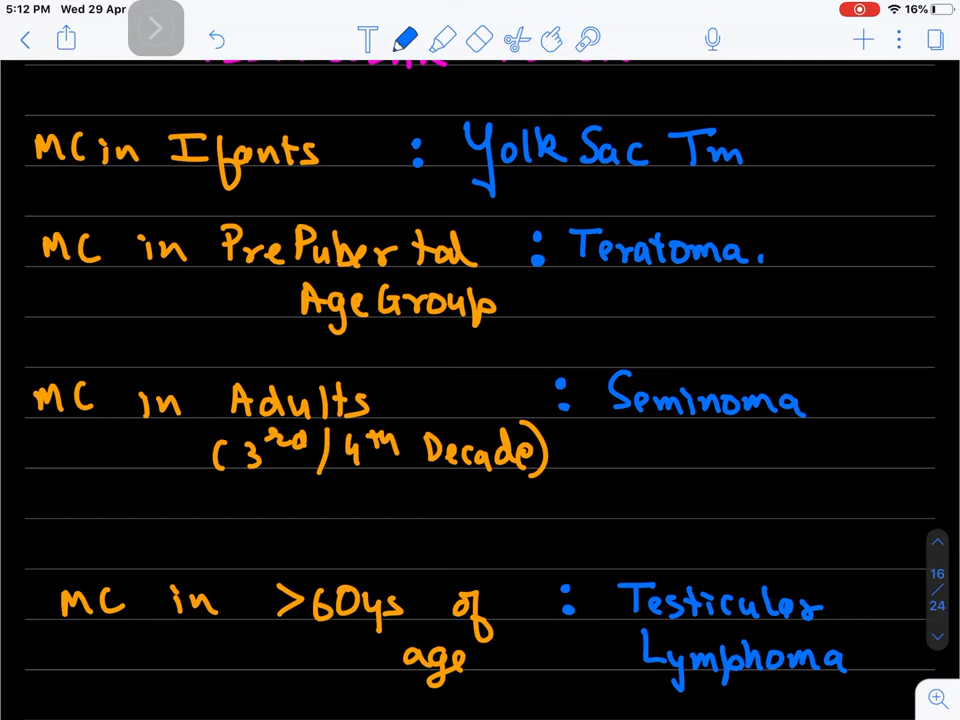 5:12 PM Wed 29 Apr 16%
MC in Ifants : Yolk Sac Tm
MC in PrePubertal : Teratoma.
Age Group
MC in Adults : Seminoma
(3rd/4th Decade)
MC in >60ys of : Testicular
age Lymphoma
16
/
24